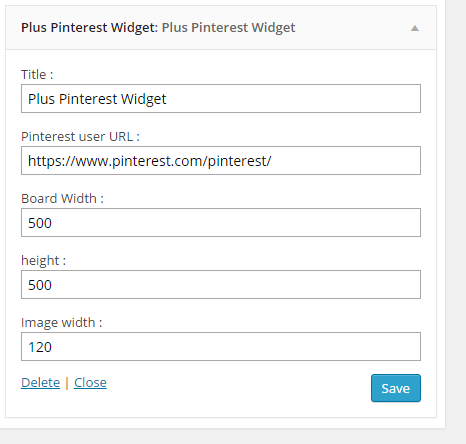 Plus Pinterest Widget: Plus Pinterest Widget
Title :
Plus Pinterest Widget
Pinterest user URL :
https://www.pinterest.com/pinterest/
Board Width :
500
height :
500
Image width :
120
Delete | Close Save